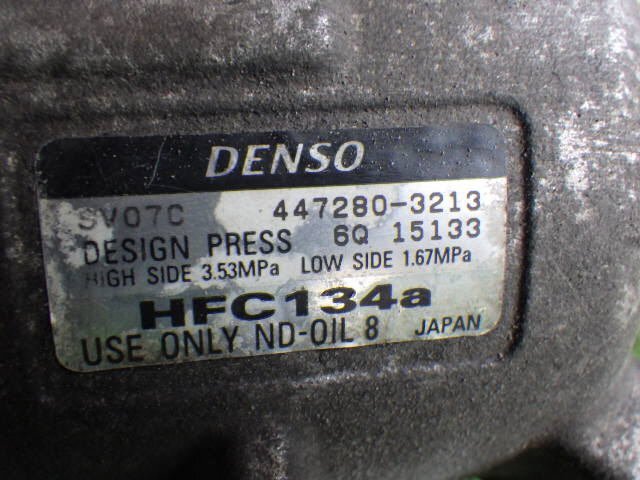 DENSO
SV07C 447280-3213
DESIGN PRESS 6Q 15133
HIGH SIDE 3.53MPa LOW SIDE 1.67MPa
HFC134a
USE ONLY ND-OIL 8 JAPAN